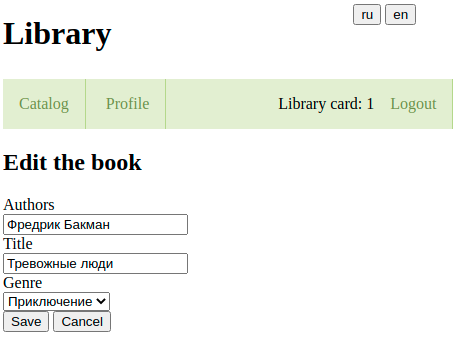 ru en
Library
Catalog Profile Library card: 1 Logout
Edit the book
Authors
Фредрик Бакман
Title
Тревожные люди
Genre
Приключение
Save Cancel